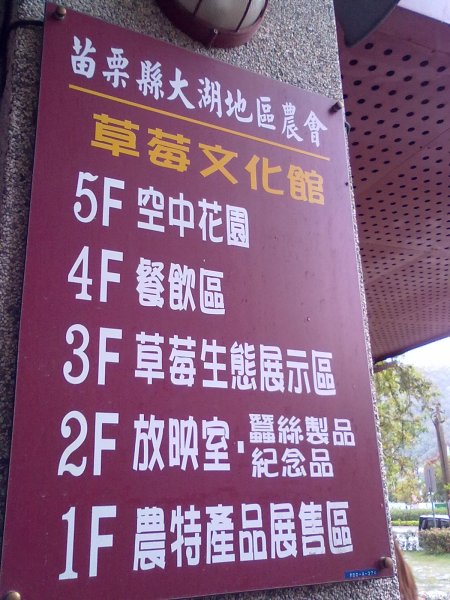 苗栗縣大湖地區農會
草莓文化館
5F 空中花園
4F 餐飲區
3F 草莓生態展示區
2F 放映室·蠶絲製品
紀念品
1F 農特產品展售區